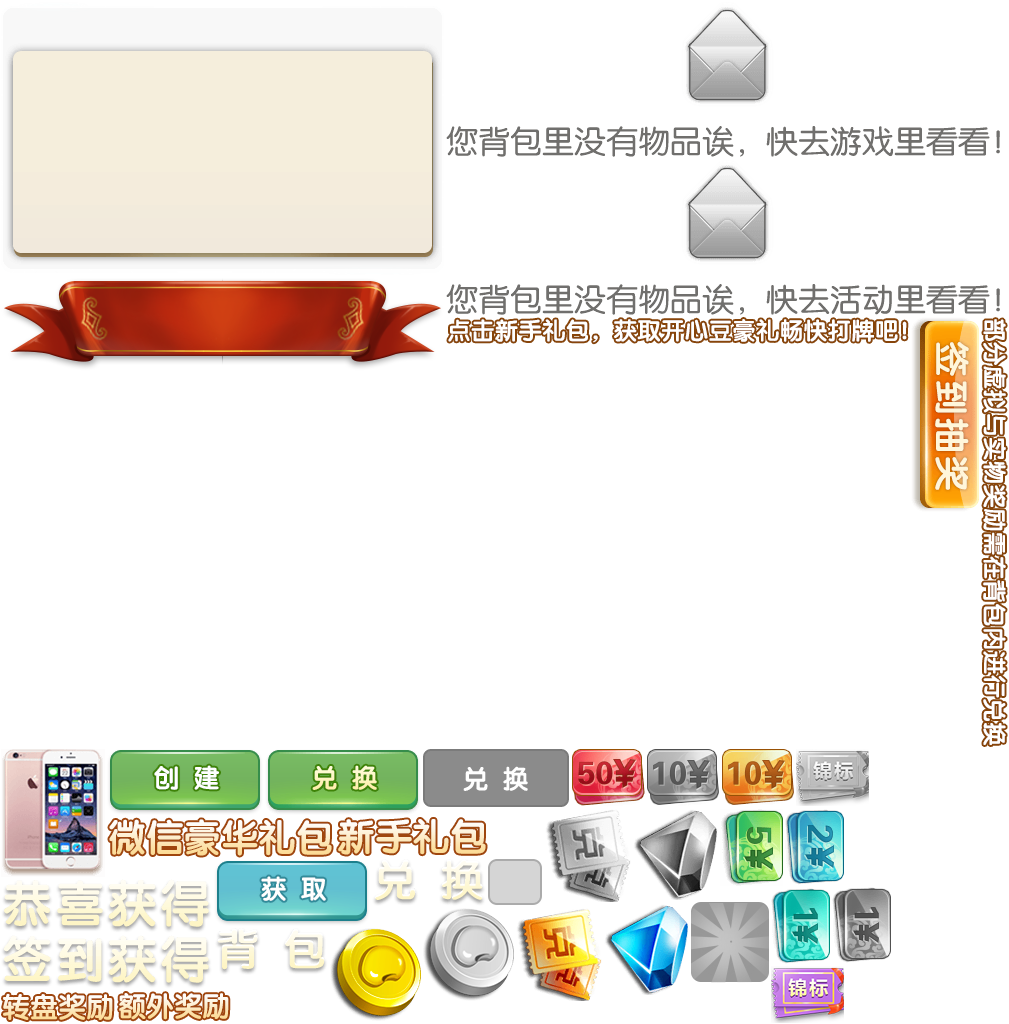 您背包里没有物品诶，快去游戏里看看！
您背包里没有物品诶，快去活动里看看！
点击新手礼包，获取开心豆豪礼畅快打牌吧！
签到抽奖
部分虚拟与实物奖励需在背包内进行兑换
创建
兑换
兑换
50¥
10¥
10¥
锦标
微信豪华礼包
新手礼包
兑
5¥
2¥
恭喜获得
获取
兑换
签到获得
背包
兑
1¥
1¥
锦标
转盘奖励
额外奖励